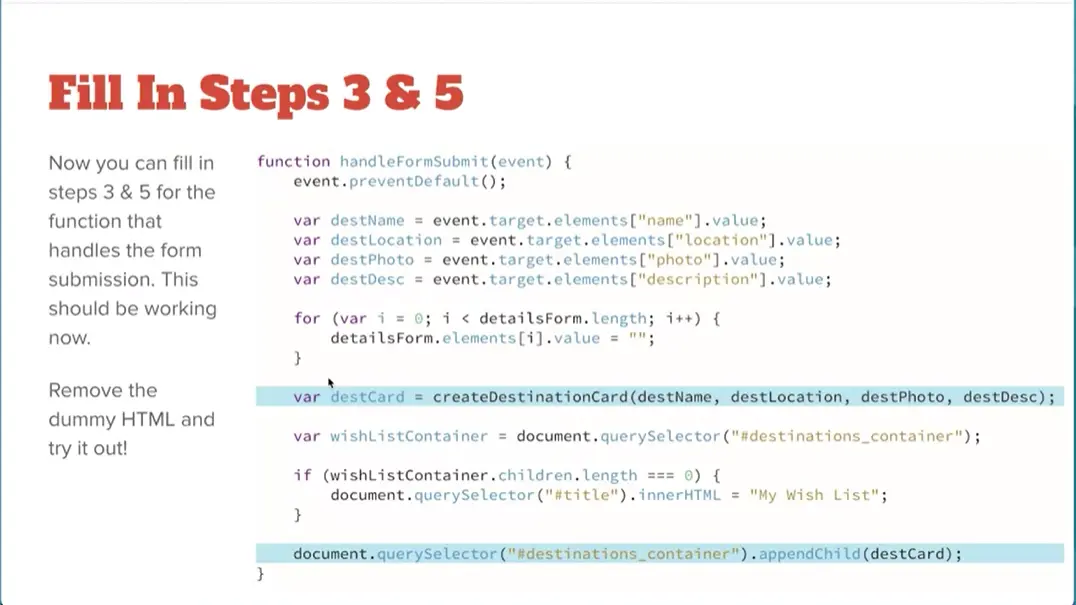 Fill In Steps 3 & 5
Now you can fill in
steps 3 & 5 for the
function that
handles the form
submission. This
should be working
now.
Remove the
dummy HTML and
try it out!
function handleFormSubmit(event) {
    event.preventDefault();
    var destName = event.target.elements["name"].value;
    var destLocation = event.target.elements["location"].value;
    var destPhoto = event.target.elements["photo"].value;
    var destDesc = event.target.elements["description"].value;
    for (var i = 0; i < detailsForm.length; i++) {
        detailsForm.elements[i].value = "";
    }
    var destCard = createDestinationCard(destName, destLocation, destPhoto, destDesc);
    var wishListContainer = document.querySelector("#destinations_container");
    if (wishListContainer.children.length === 0) {
        document.querySelector("#title").innerHTML = "My Wish List";
    }
    document.querySelector("#destinations_container").appendChild(destCard);
}